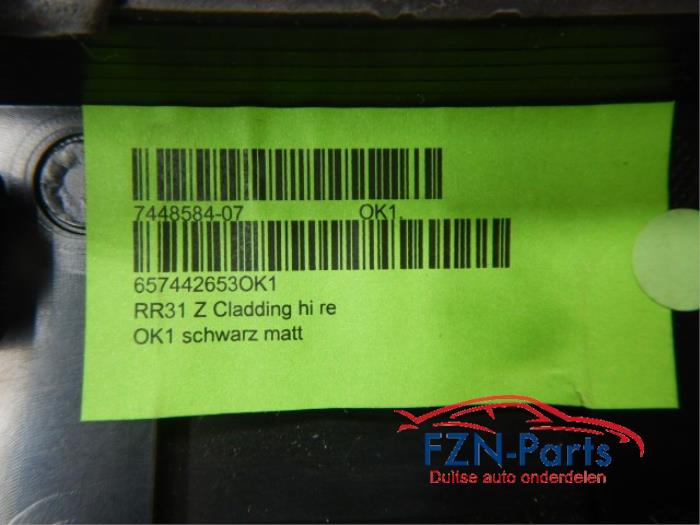 7448584-07 OK1.
657442653OK1
RR31 Z Cladding hi re
OK1 schwarz matt
FZN-Parts
Duitse auto onderdelen